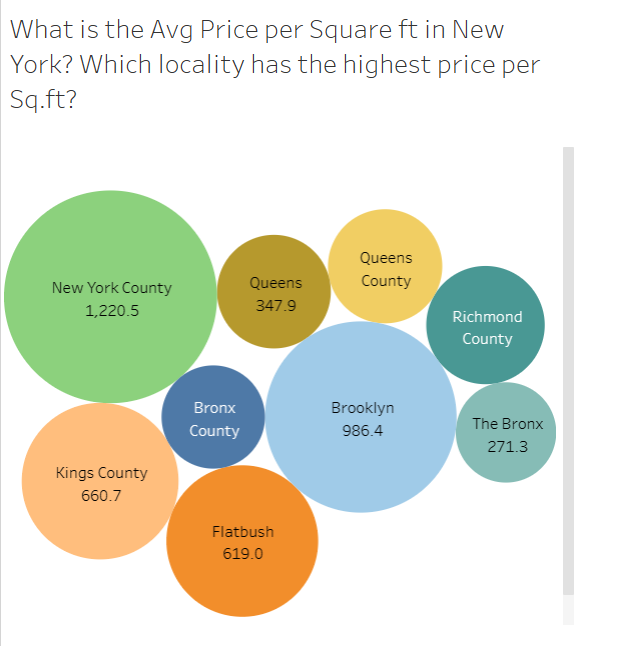 What is the Avg Price per Square ft in New
York? Which locality has the highest price per
Sq.ft?
New York County
1,220.5
Queens
347.9
Queens
County
Richmond
County
Bronx
County
Brooklyn
986.4
The Bronx
271.3
Kings County
660.7
Flatbush
619.0